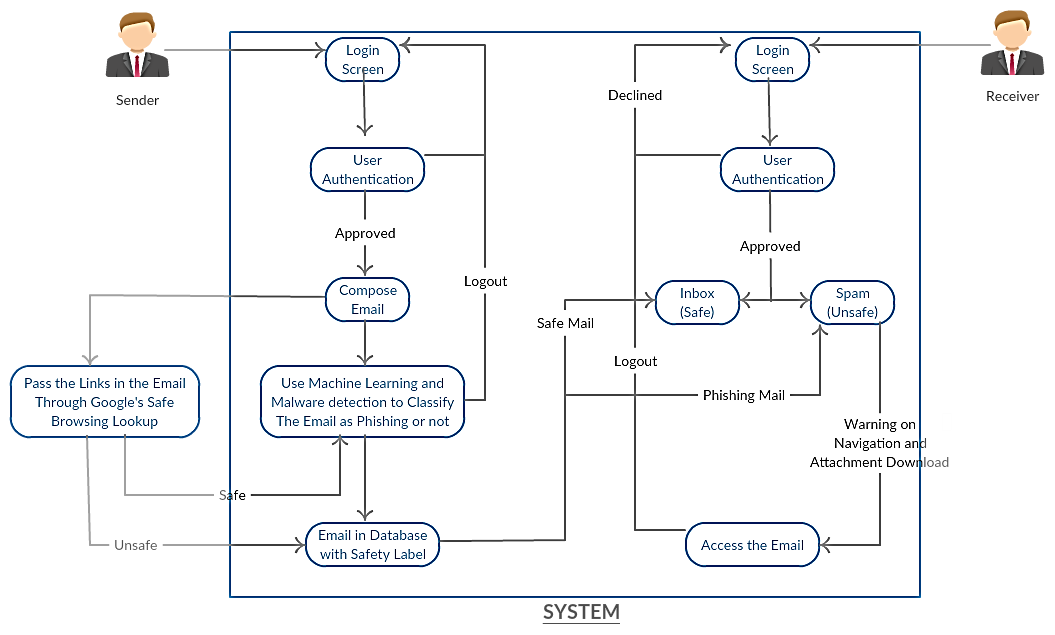 Sender
Login
Screen
Login
Screen
Receiver
Declined
User
Authentication
User
Authentication
Approved
Approved
Logout
Compose
Email
Inbox
(Safe)
Spam
(Unsafe)
Safe Mail
Logout
Pass the Links in the Email
Through Google's Safe
Browsing Lookup
Use Machine Learning and
Malware detection to Classify
The Email as Phishing or not
Phishing Mail
Warning on
Navigation and
Attachment Download
Safe
Unsafe
Email in Database
with Safety Label
Access the Email
SYSTEM